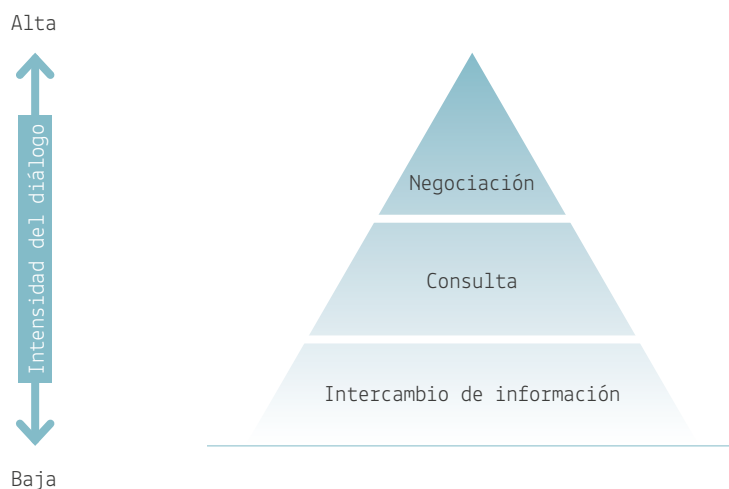 Alta
Intensidad del diálogo
Negociación
Consulta
Intercambio de información
Baja